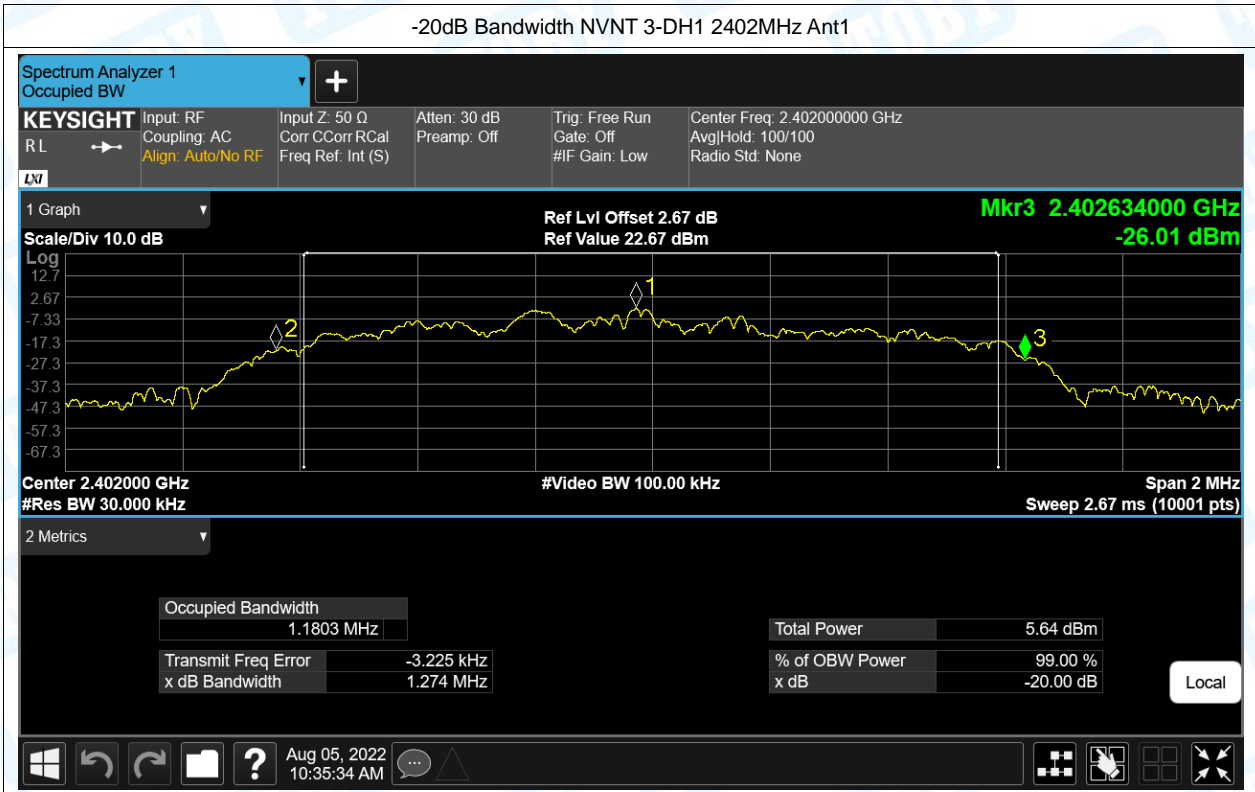 -20dB Bandwidth NVNT 3-DH1 2402MHz Ant1
Spectrum Analyzer 1
Occupied BW
KEYSIGHT
R L
LXI
Input: RF
Coupling: AC
Align: Auto/No RF
Input Z: 50 Ω
Corr CCorr RCal
Freq Ref: Int (S)
Atten: 30 dB
Preamp: Off
Trig: Free Run
Gate: Off
#IF Gain: Low
Center Freq: 2.402000000 GHz
Avg|Hold: 100/100
Radio Std: None
1 Graph
Scale/Div 10.0 dB
Ref Lvl Offset 2.67 dB
Ref Value 22.67 dBm
Mkr3 2.402634000 GHz
-26.01 dBm
Log
12.7
2.67
-7.33
-17.3
-27.3
-37.3
-47.3
-57.3
-67.3
1
2
3
Center 2.402000 GHz
#Video BW 100.00 kHz
Span 2 MHz
#Res BW 30.000 kHz
Sweep 2.67 ms (10001 pts)
2 Metrics
Occupied Bandwidth
1.1803 MHz
Transmit Freq Error -3.225 kHz
x dB Bandwidth 1.274 MHz
Total Power 5.64 dBm
% of OBW Power 99.00 %
x dB -20.00 dB
Local
Aug 05, 2022
10:35:34 AM